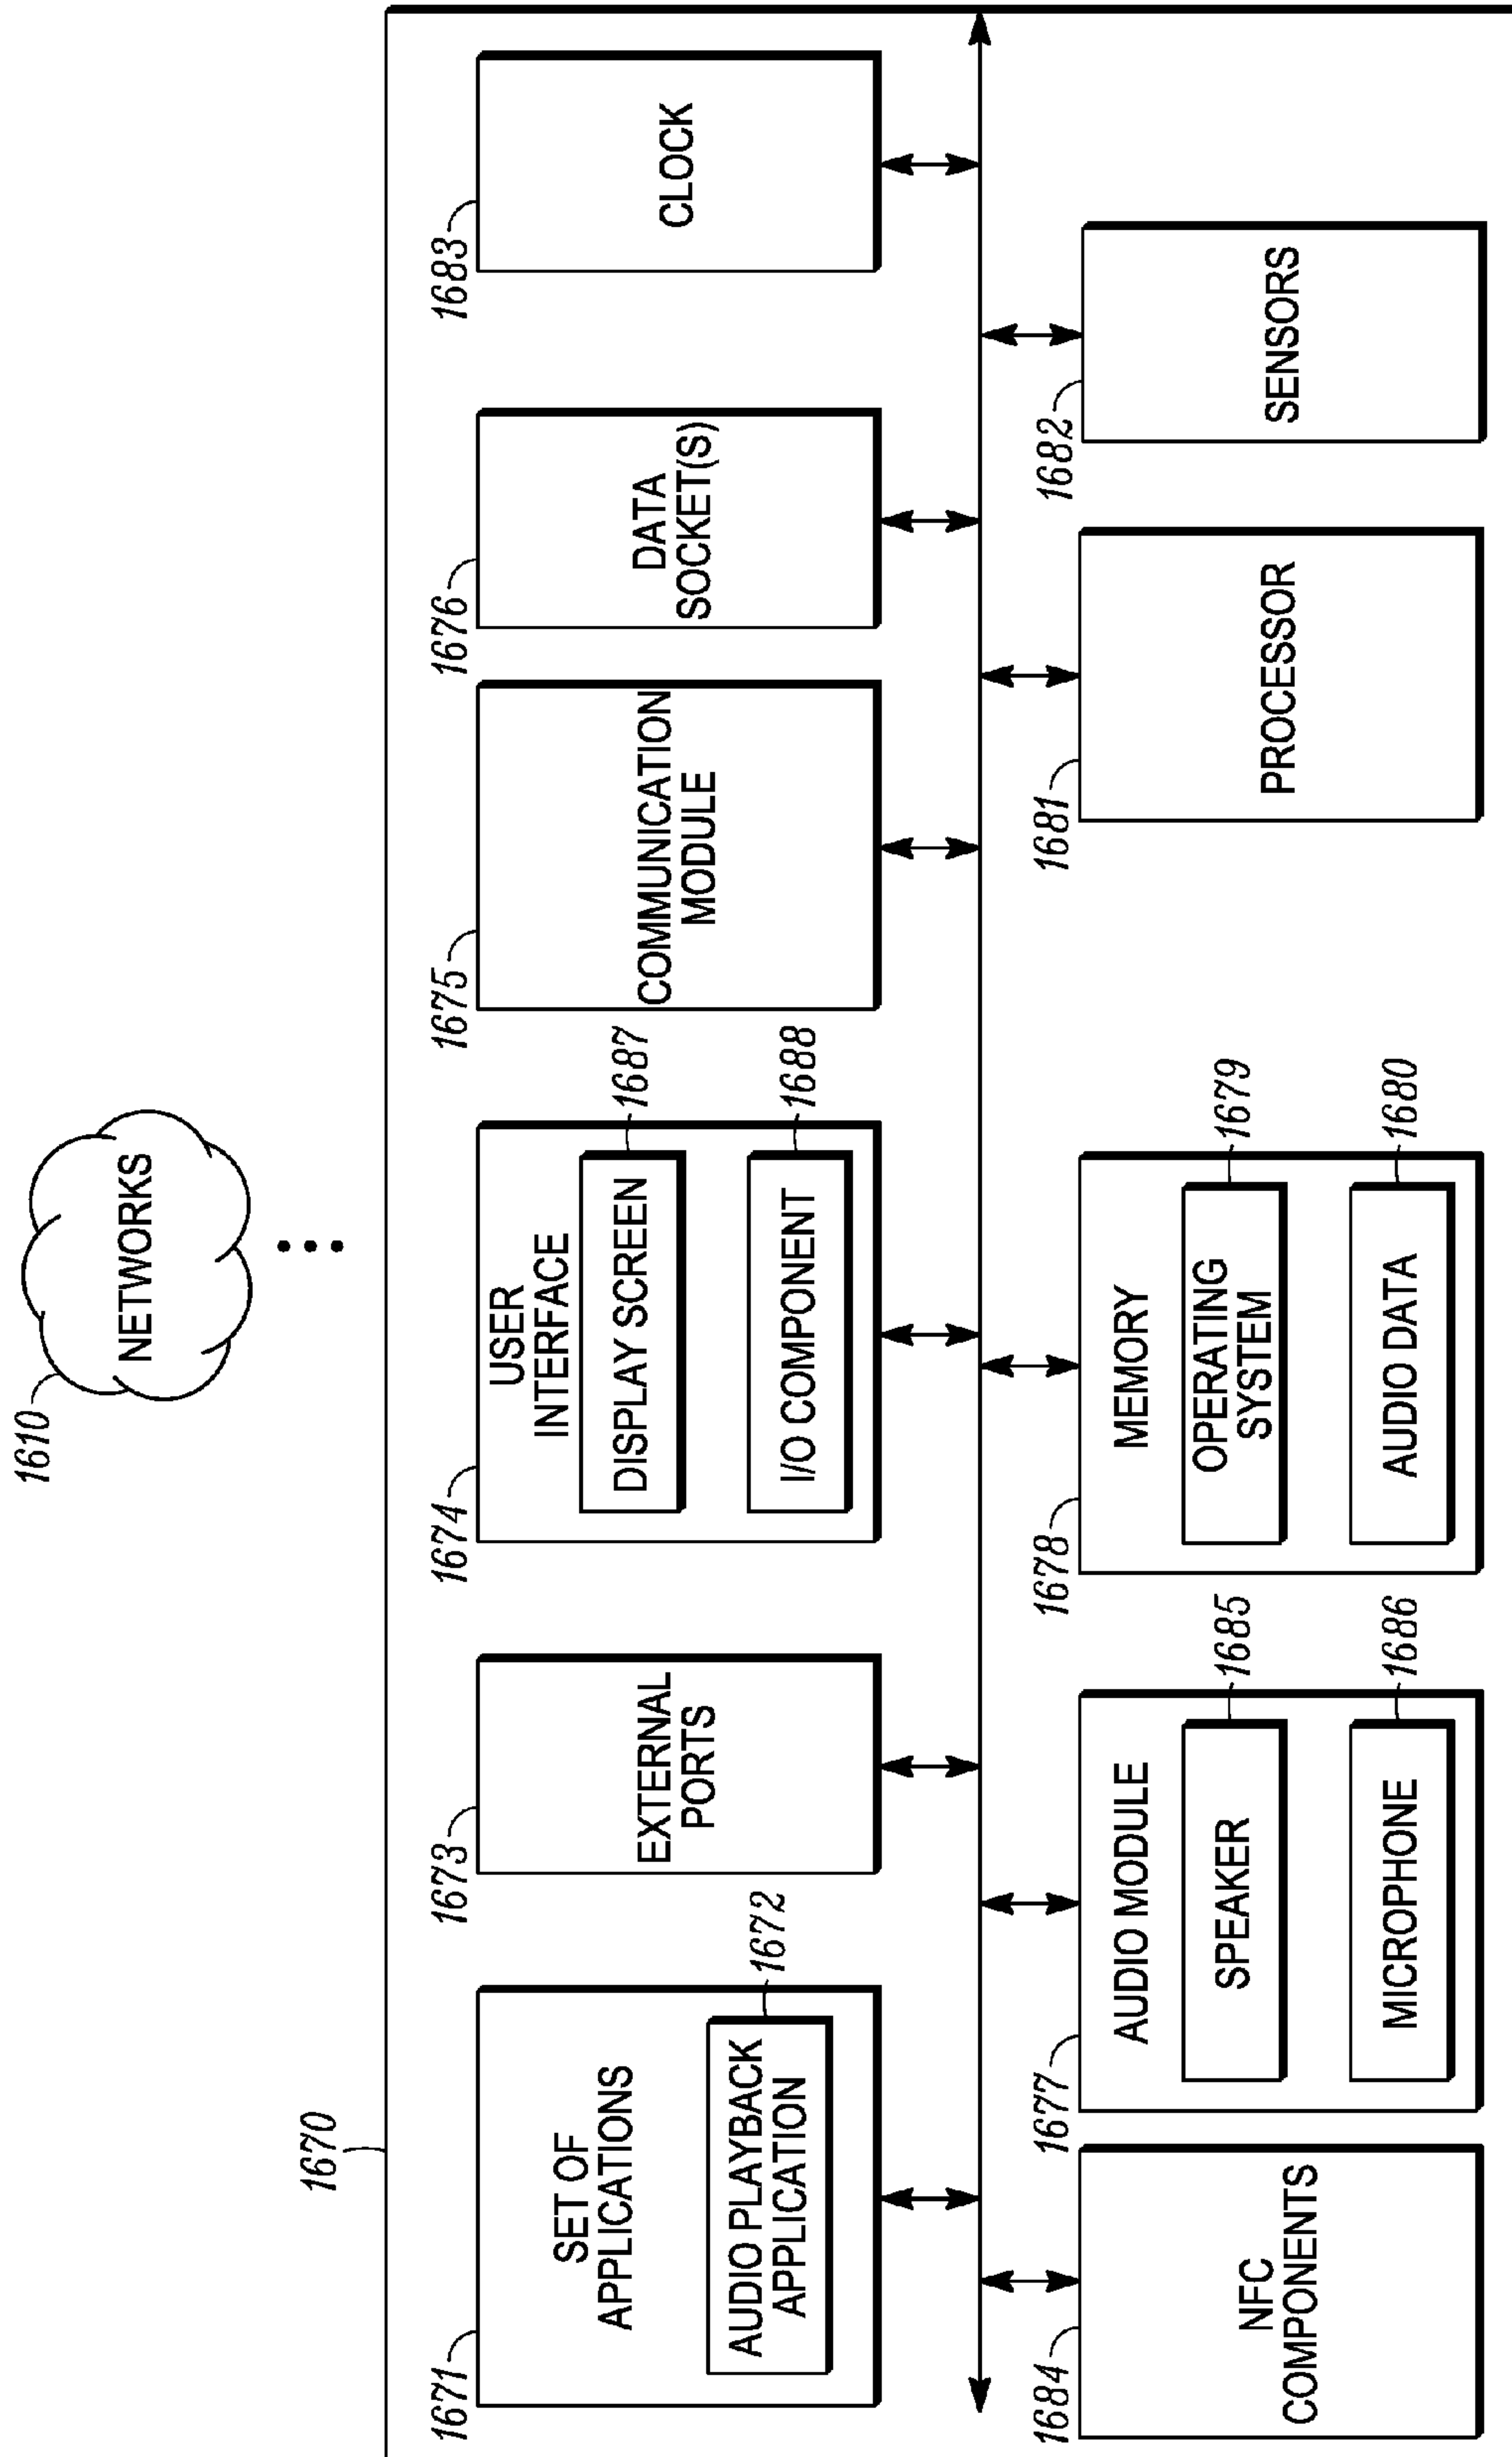 1610
NETWORKS
1670
1671
SET OF
APPLICATIONS
AUDIO PLAYBACK
APPLICATION
1672
1673
EXTERNAL
PORTS
1674
USER
INTERFACE
DISPLAY SCREEN
1687
I/O COMPONENT
1688
1675
COMMUNICATION
MODULE
1676
DATA
SOCKET(S)
1683
CLOCK
1684
NFC
COMPONENTS
1677
AUDIO MODULE
SPEAKER
1685
MICROPHONE
1686
1678
MEMORY
OPERATING
SYSTEM
1679
AUDIO DATA
1680
1681
PROCESSOR
1682
SENSORS